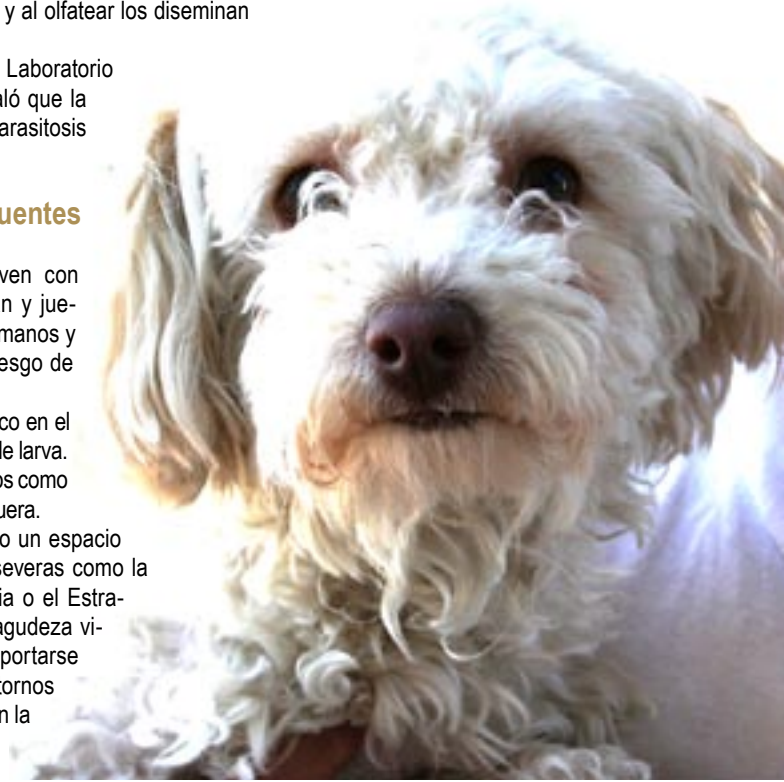 y al olfatear los diseminan
Laboratorio
aló que la
arasitosis
uentes
ven con
n y jue-
manos y
esgo de
co en el
de larva.
os como
uera.
o un espacio
severas como la
ia o el Estra-
agudeza vi-
portarse
tornos
n la